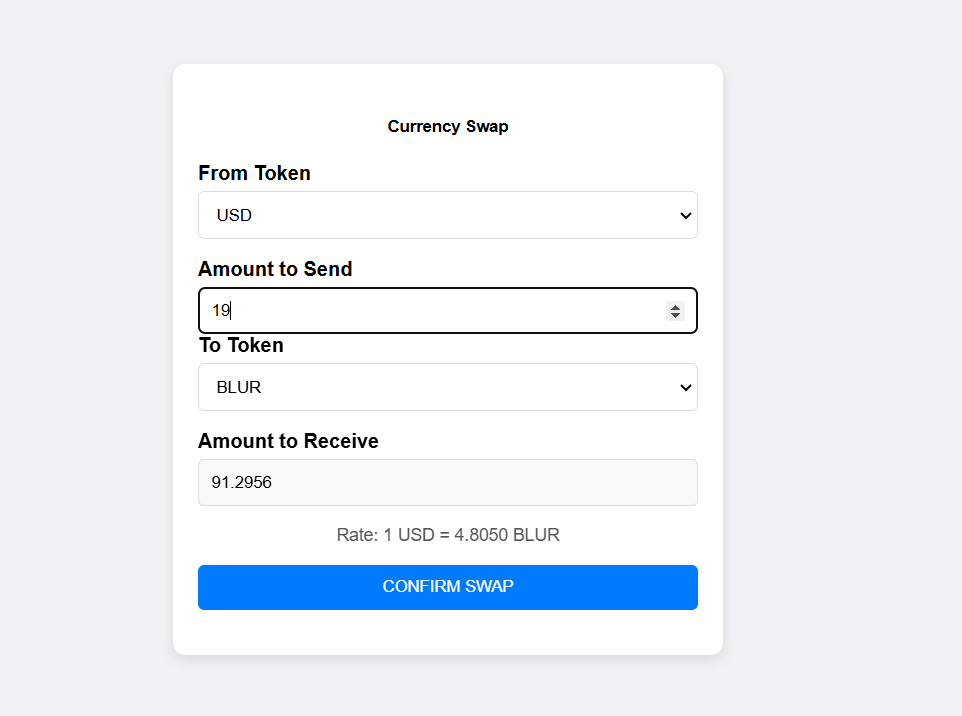 Currency Swap
From Token
USD
Amount to Send
19
To Token
BLUR
Amount to Receive
91.2956
Rate: 1 USD = 4.8050 BLUR
CONFIRM SWAP